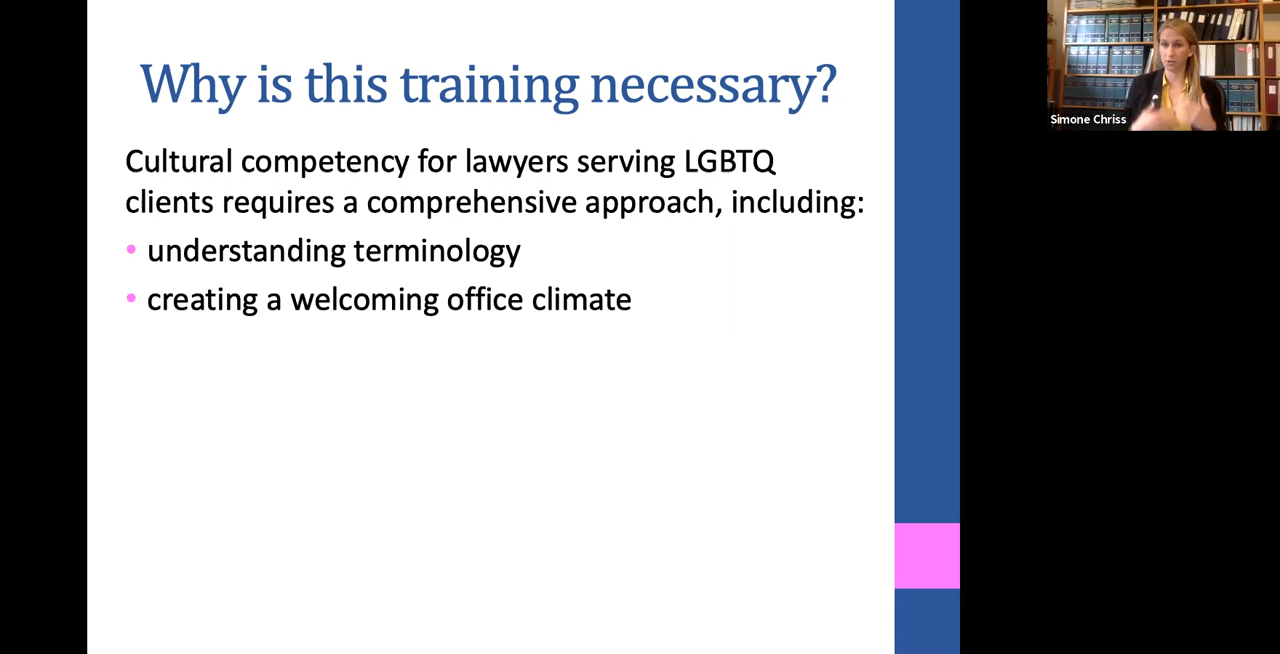 Why is this training necessary?
Cultural competency for lawyers serving LGBTQ
clients requires a comprehensive approach, including:
• understanding terminology
• creating a welcoming office climate
Simone Chriss